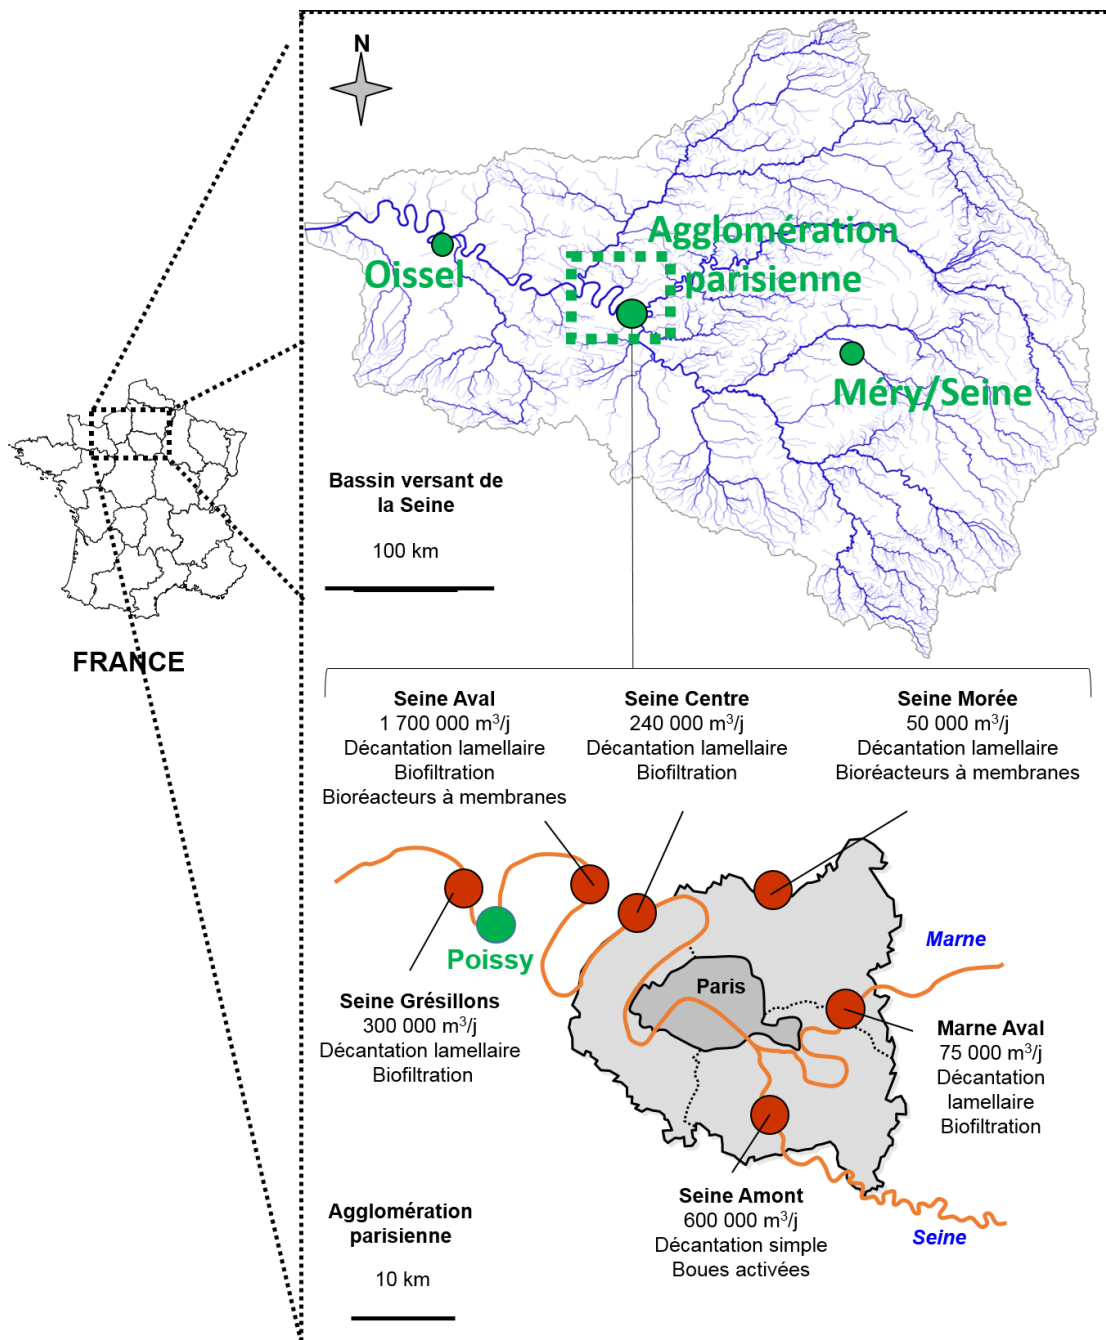 N
Agglomération
parisienne
Oissel
Méry/Seine
Bassin versant de
la Seine
100 km
FRANCE
Seine Aval
1 700 000 m³/j
Décantation lamellaire
Biofiltration
Bioréacteurs à membranes
Seine Centre
240 000 m³/j
Décantation lamellaire
Biofiltration
Seine Morée
50 000 m³/j
Décantation lamellaire
Bioréacteurs à membranes
Poissy
Marne
Paris
Seine Grésillons
300 000 m³/j
Décantation lamellaire
Biofiltration
Marne Aval
75 000 m³/j
Décantation
lamellaire
Biofiltration
Seine Amont
600 000 m³/j
Décantation simple
Boues activées
Seine
Agglomération
parisienne
10 km